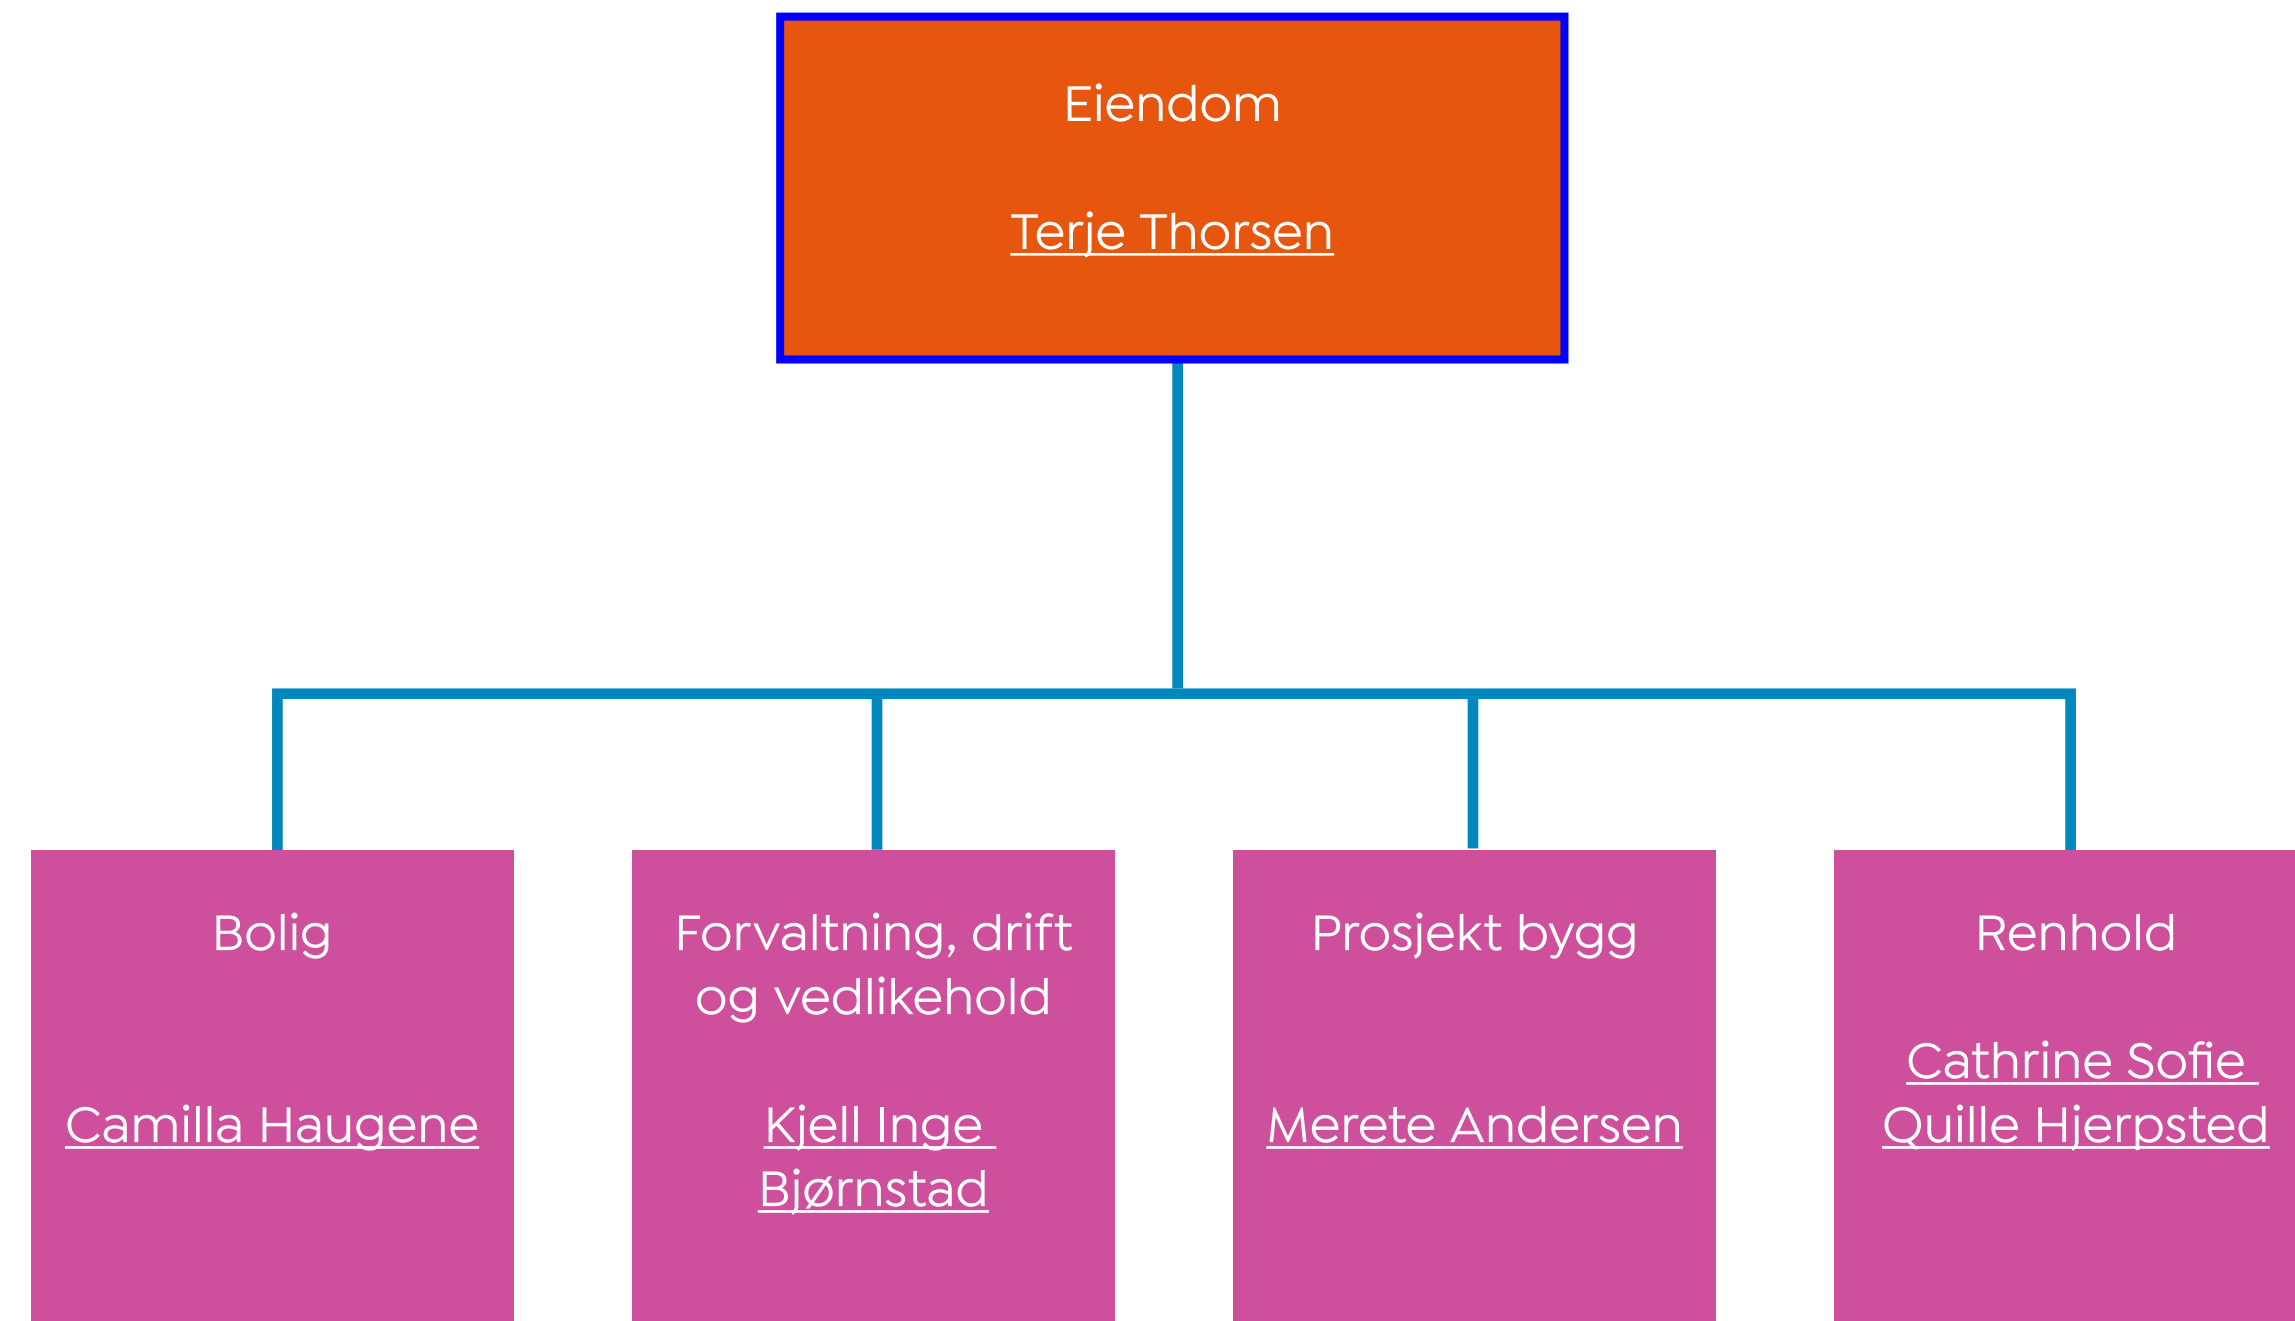 Eiendom
Terje Thorsen
Bolig
Camilla Haugene
Forvaltning, drift
og vedlikehold
Kjell Inge
Bjørnstad
Prosjekt bygg
Merete Andersen
Renhold
Cathrine Sofie
Quille Hjerpsted